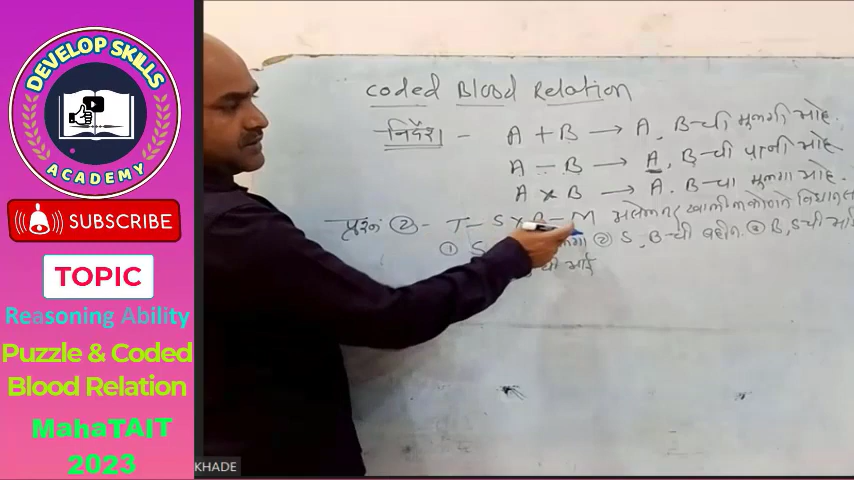 DEVELOP SKILLS
ACADEMY
SUBSCRIBE
TOPIC
Reasoning Ability
Puzzle & Coded
Blood Relation
MahaTAIT
2023
Coded Blood Relation
निर्देश - A + B → A, B-ची मुलगी आहे.
A - B → A, B-ची पत्नी आहे
A × B → A. B-चा मुलगा आहे.
प्रश्न ② - T - S × B - M
① S ② S, B-ची बहीण ③ B, S-ची
भाई
KHADE